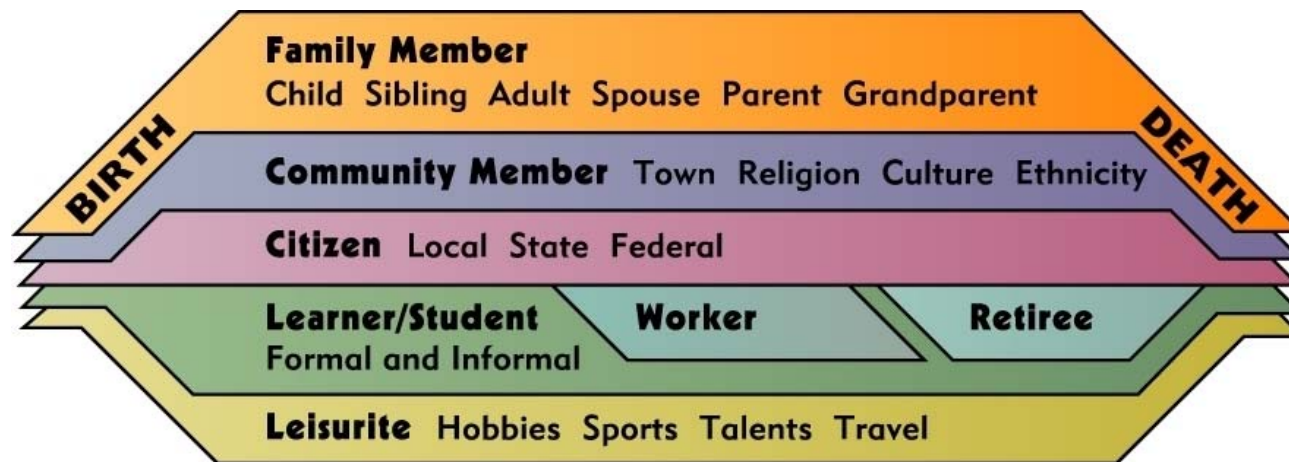 Family Member
Child Sibling Adult Spouse Parent Grandparent
BIRTH
DEATH
Community Member Town Religion Culture Ethnicity
Citizen Local State Federal
Learner/Student Worker Retiree
Formal and Informal
Leisurite Hobbies Sports Talents Travel